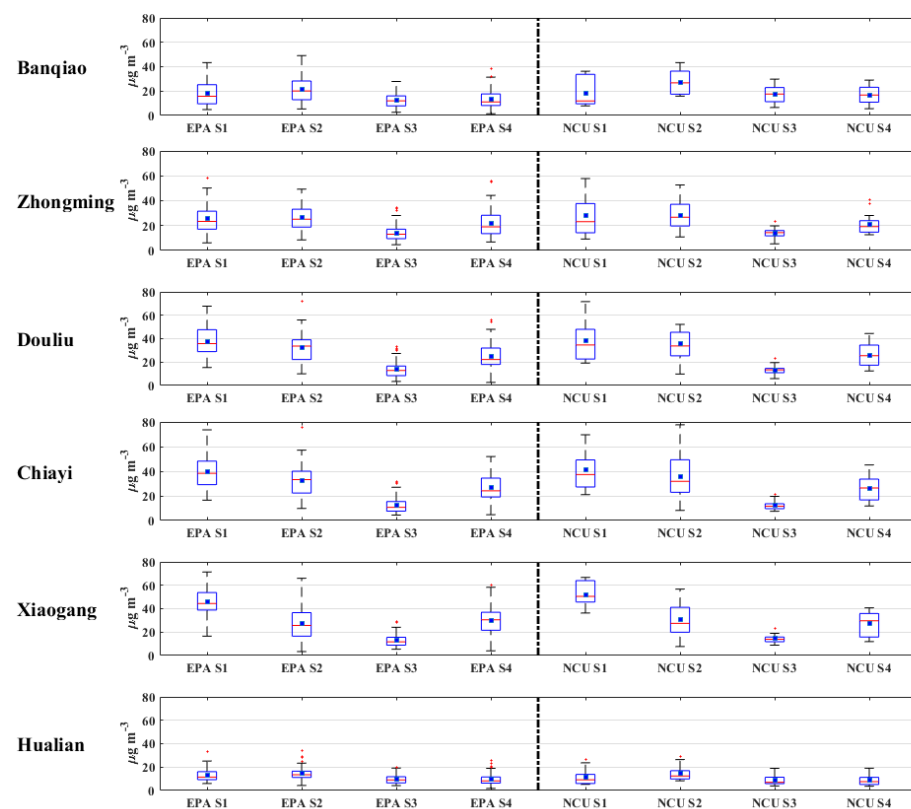 Banqiao
µg m⁻³
80
60
40
20
0
EPA S1 EPA S2 EPA S3 EPA S4 NCU S1 NCU S2 NCU S3 NCU S4
Zhongming
µg m⁻³
80
60
40
20
0
EPA S1 EPA S2 EPA S3 EPA S4 NCU S1 NCU S2 NCU S3 NCU S4
Douliu
µg m⁻³
80
60
40
20
0
EPA S1 EPA S2 EPA S3 EPA S4 NCU S1 NCU S2 NCU S3 NCU S4
Chiayi
µg m⁻³
80
60
40
20
0
EPA S1 EPA S2 EPA S3 EPA S4 NCU S1 NCU S2 NCU S3 NCU S4
Xiaogang
µg m⁻³
80
60
40
20
0
EPA S1 EPA S2 EPA S3 EPA S4 NCU S1 NCU S2 NCU S3 NCU S4
Hualian
µg m⁻³
80
60
40
20
0
EPA S1 EPA S2 EPA S3 EPA S4 NCU S1 NCU S2 NCU S3 NCU S4